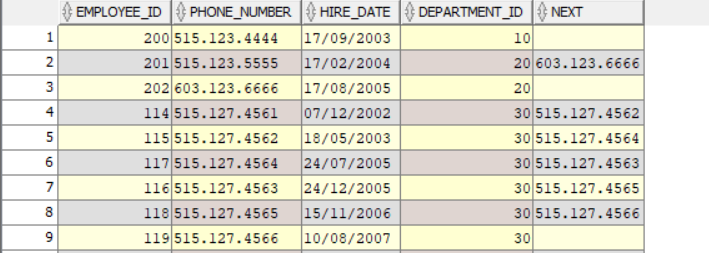 EMPLOYEE_ID PHONE_NUMBER HIRE_DATE DEPARTMENT_ID NEXT
1 200 515.123.4444 17/09/2003 10
2 201 515.123.5555 17/02/2004 20 603.123.6666
3 202 603.123.6666 17/08/2005 20
4 114 515.127.4561 07/12/2002 30 515.127.4562
5 115 515.127.4562 18/05/2003 30 515.127.4564
6 117 515.127.4564 24/07/2005 30 515.127.4563
7 116 515.127.4563 24/12/2005 30 515.127.4565
8 118 515.127.4565 15/11/2006 30 515.127.4566
9 119 515.127.4566 10/08/2007 30